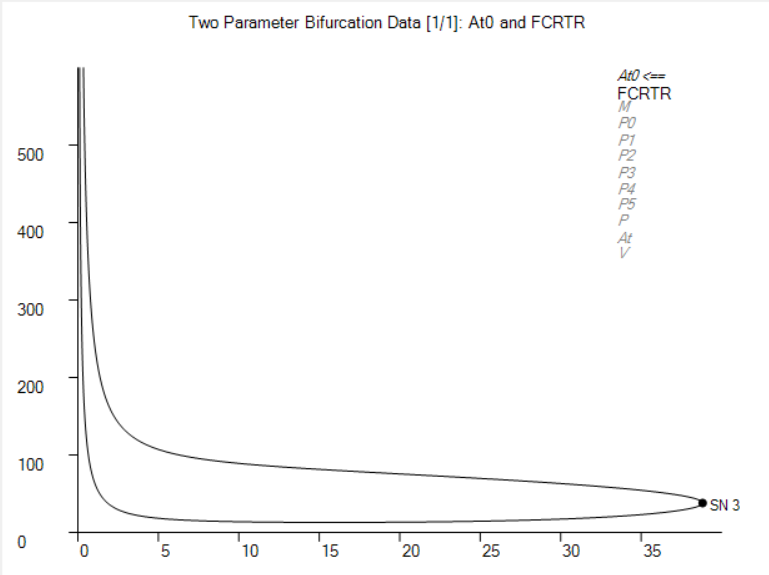 Two Parameter Bifurcation Data [1/1]: At0 and FCRTR
At0 <==
FCRTR
M
P0
P1
P2
P3
P4
P5
P
At
V
500
400
300
200
100
0
SN 3
0 5 10 15 20 25 30 35